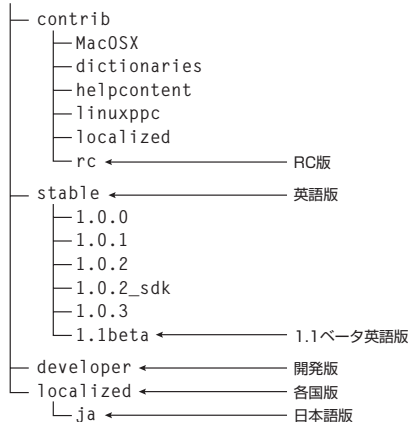 contrib
MacOSX
dictionaries
helpcontent
linuxppc
localized
rc RC版
stable 英語版
1.0.0
1.0.1
1.0.2
1.0.2_sdk
1.0.3
1.1beta 1.1ベータ英語版
developer 開発版
localized 各国版
ja 日本語版